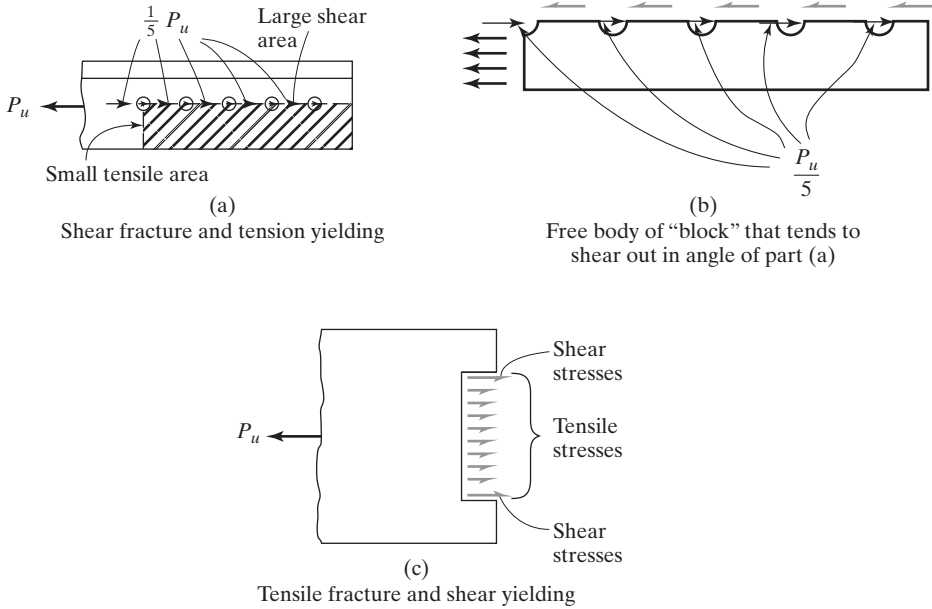 1/5 P_u
Large shear
area
P_u
Small tensile area
(a)
Shear fracture and tension yielding
P_u/5
(b)
Free body of “block” that tends to
shear out in angle of part (a)
Shear
stresses
P_u
Tensile
stresses
Shear
stresses
(c)
Tensile fracture and shear yielding